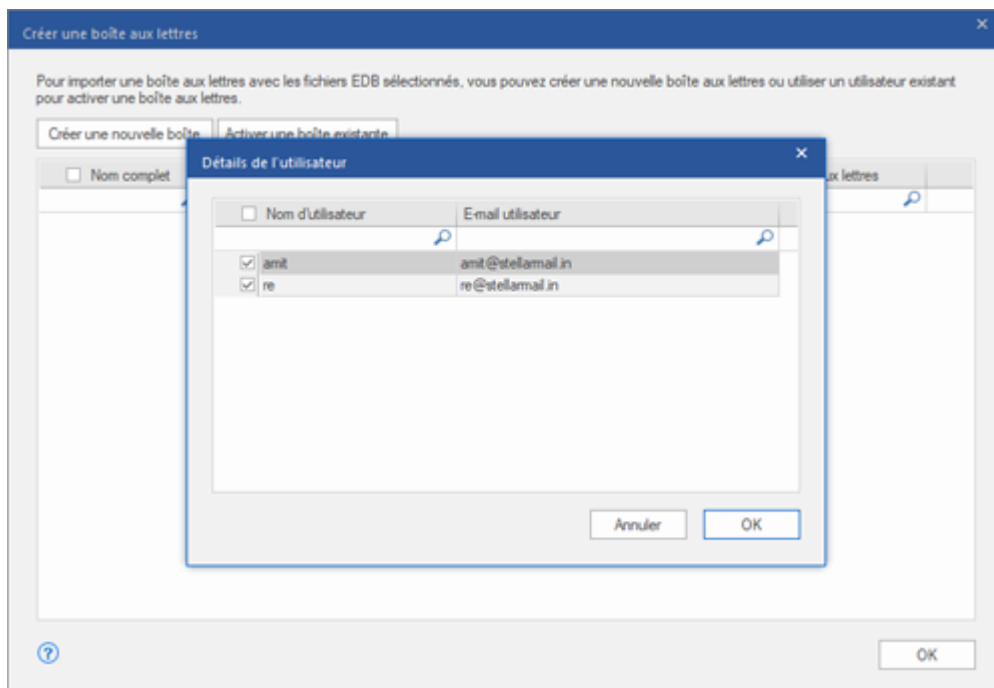 Créer une boîte aux lettres
Pour importer une boîte aux lettres avec les fichiers EDB sélectionnés, vous pouvez créer une nouvelle boîte aux lettres ou utiliser un utilisateur existant
pour activer une boîte aux lettres.
Créer une nouvelle boîte Activer une boîte existante
Nom complet
ux lettres
Détails de l'utilisateur
Nom d'utilisateur E-mail utilisateur
amit amit@stellarmail.in
re re@stellarmail.in
Annuler OK
? OK